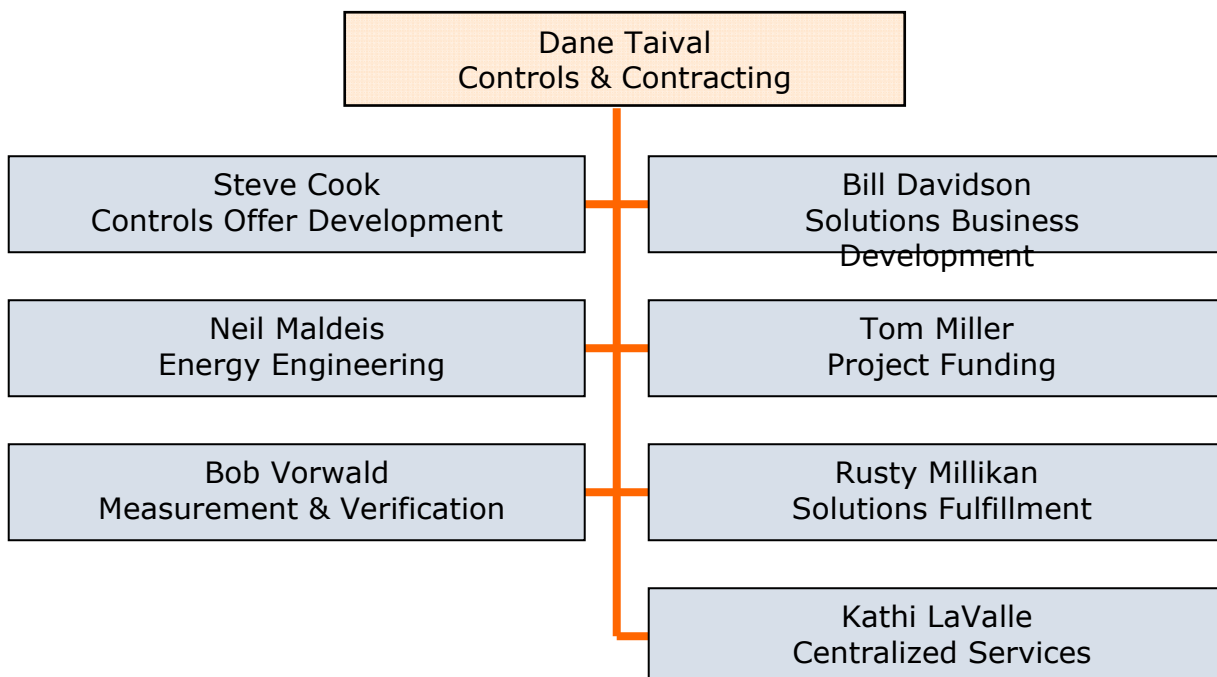 Dane Taival
Controls & Contracting
Steve Cook
Controls Offer Development
Bill Davidson
Solutions Business
Development
Neil Maldeis
Energy Engineering
Tom Miller
Project Funding
Bob Vorwald
Measurement & Verification
Rusty Millikan
Solutions Fulfillment
Kathi LaValle
Centralized Services